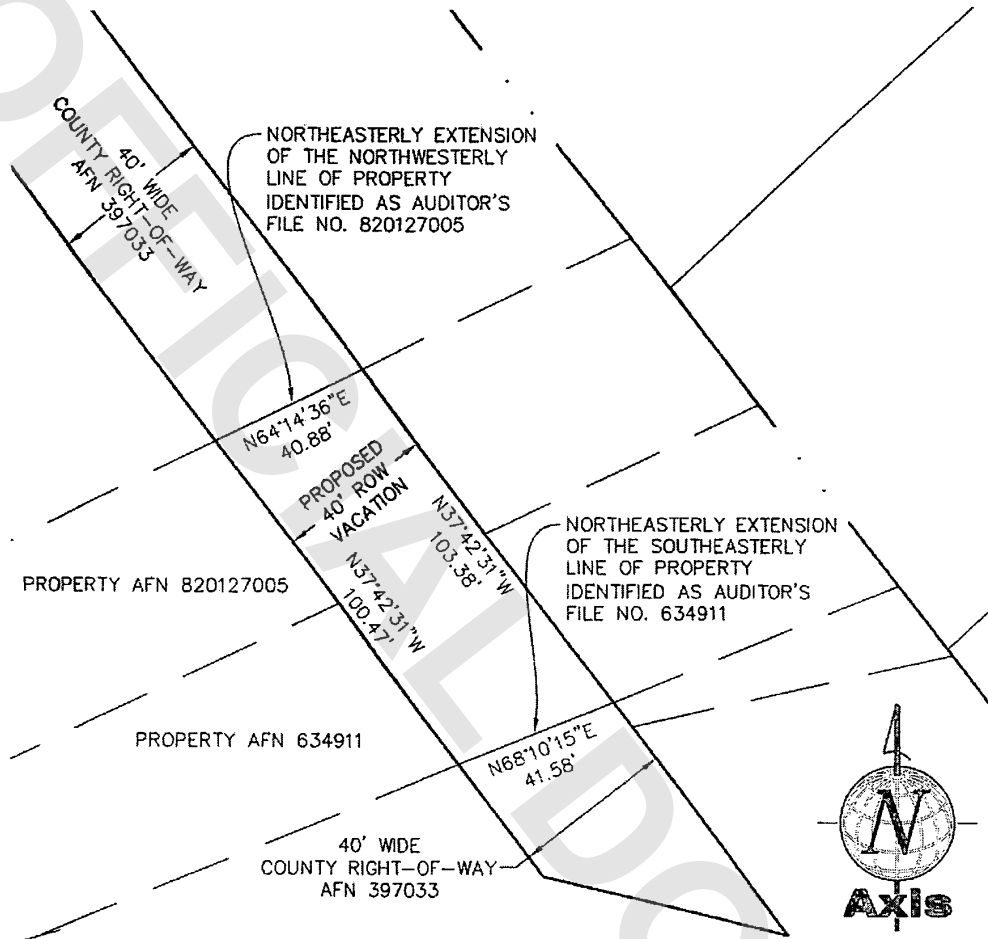 COUNTY RIGHT-OF-WAY
40' WIDE
AFN 397033
NORTHEASTERLY EXTENSION
OF THE NORTHWESTERLY
LINE OF PROPERTY
IDENTIFIED AS AUDITOR'S
FILE NO. 820127005
N64°14'36"E
40.88'
PROPOSED
40' ROW
VACATION
N37°42'31"W
103.38'
NORTHEASTERLY EXTENSION
OF THE SOUTHEASTERLY
LINE OF PROPERTY
IDENTIFIED AS AUDITOR'S
FILE NO. 634911
PROPERTY AFN 820127005
N37°42'31"W
100.47'
PROPERTY AFN 634911
N68°10'15"E
41.58'
40' WIDE
COUNTY RIGHT-OF-WAY
AFN 397033
N
Axis
OFFICIAL DO